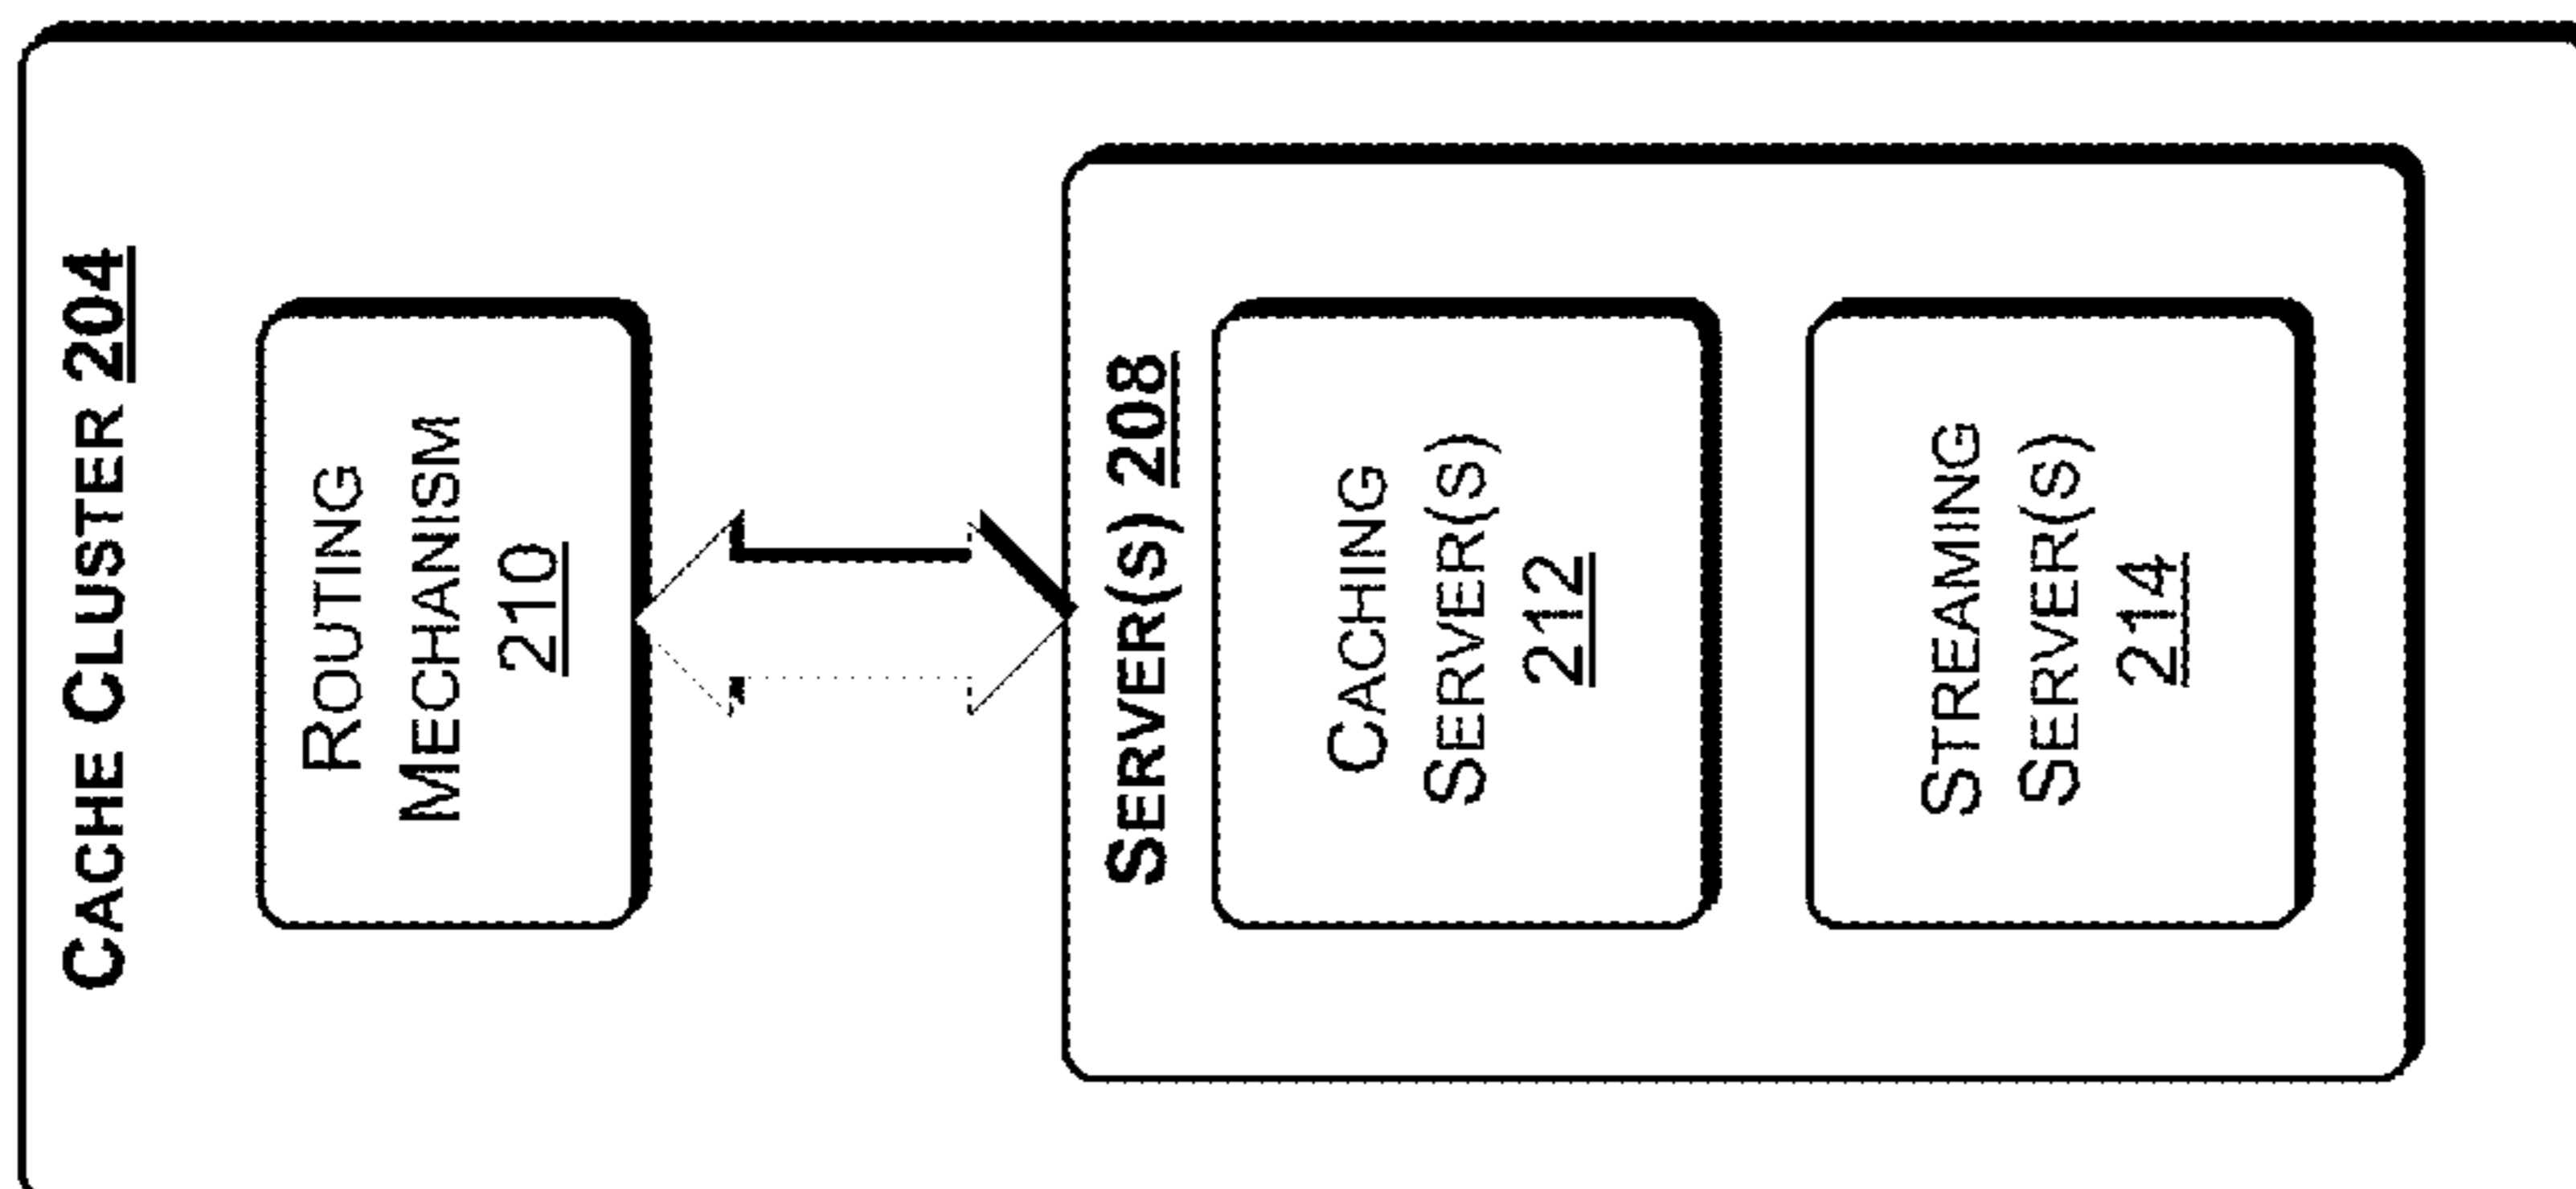 CACHE CLUSTER 204
ROUTING
MECHANISM
210
SERVER(S) 208
CACHING
SERVER(S)
212
STREAMING
SERVER(S)
214